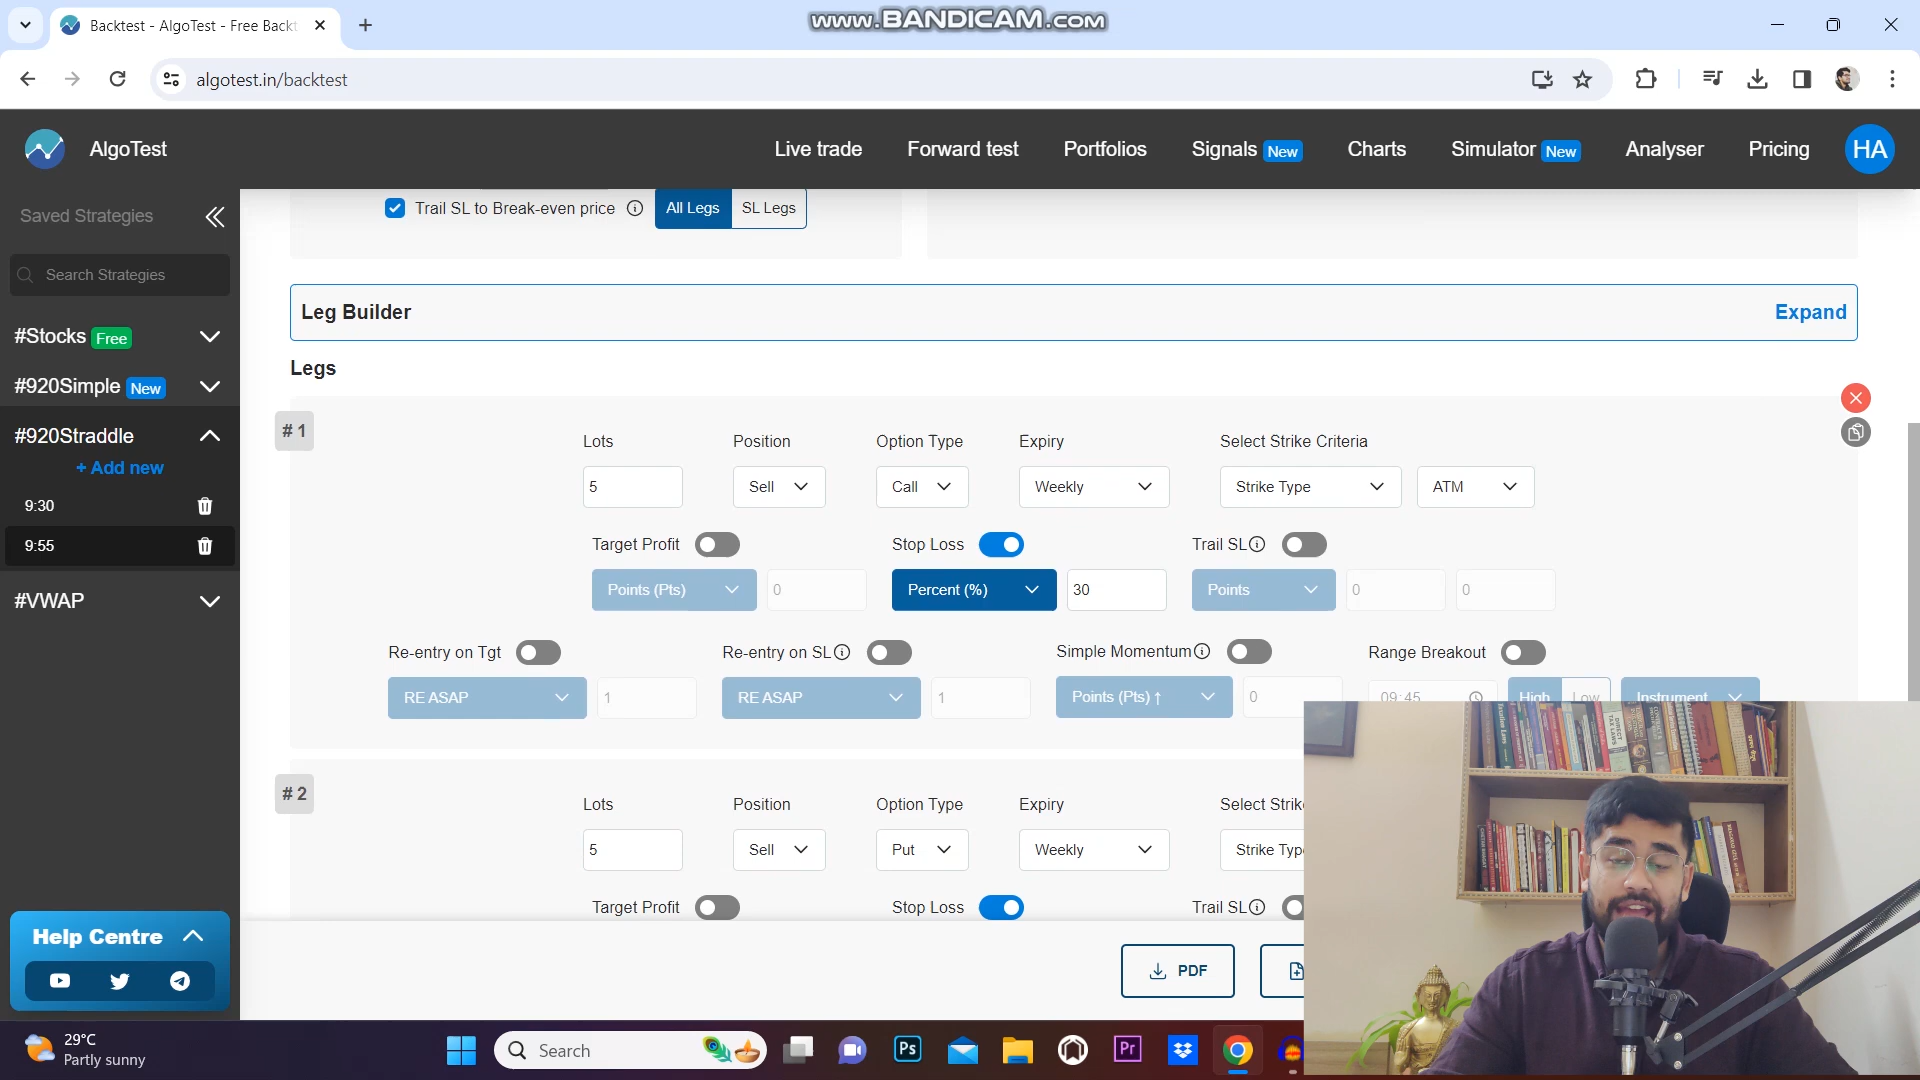 Backtest - AlgoTest - Free Backt
www.BANDICAM.com
algotest.in/backtest
AlgoTest
Live trade
Forward test
Portfolios
Signals New
Charts
Simulator New
Analyser
Pricing
HA
Saved Strategies
Search Strategies
#Stocks Free
#920Simple New
#920Straddle
+ Add new
9:30
9:55
#VWAP
Help Centre
Trail SL to Break-even price
All Legs
SL Legs
Leg Builder
Expand
Legs
# 1
Lots
Position
Option Type
Expiry
Select Strike Criteria
5
Sell
Call
Weekly
Strike Type
ATM
Target Profit
Stop Loss
Trail SL
Points (Pts)
0
Percent (%)
30
Points
0
0
Re-entry on Tgt
Re-entry on SL
Simple Momentum
Range Breakout
RE ASAP
1
RE ASAP
1
Points (Pts) ↑
0
09:45
High
Low
Instrument
# 2
Lots
Position
Option Type
Expiry
Select Strik
5
Sell
Put
Weekly
Strike Typ
Target Profit
Stop Loss
Trail SL
PDF
29°C
Partly sunny
Search
Ps
Pr